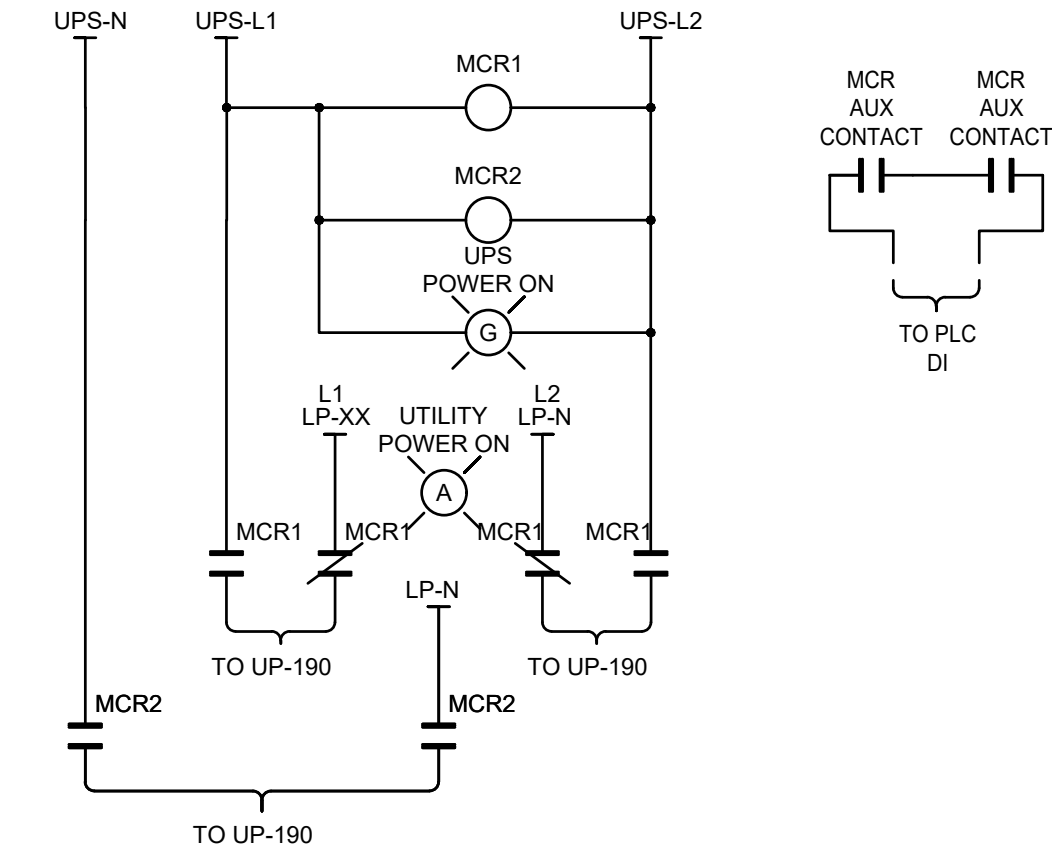 UPS-N
UPS-L1
UPS-L2
MCR1
MCR
AUX
CONTACT
MCR
AUX
CONTACT
MCR2
UPS
POWER ON
G
TO PLC
DI
L1
LP-XX
UTILITY
POWER ON
L2
LP-N
A
MCR1
MCR1
MCR1
MCR1
LP-N
TO UP-190
TO UP-190
MCR2
MCR2
TO UP-190